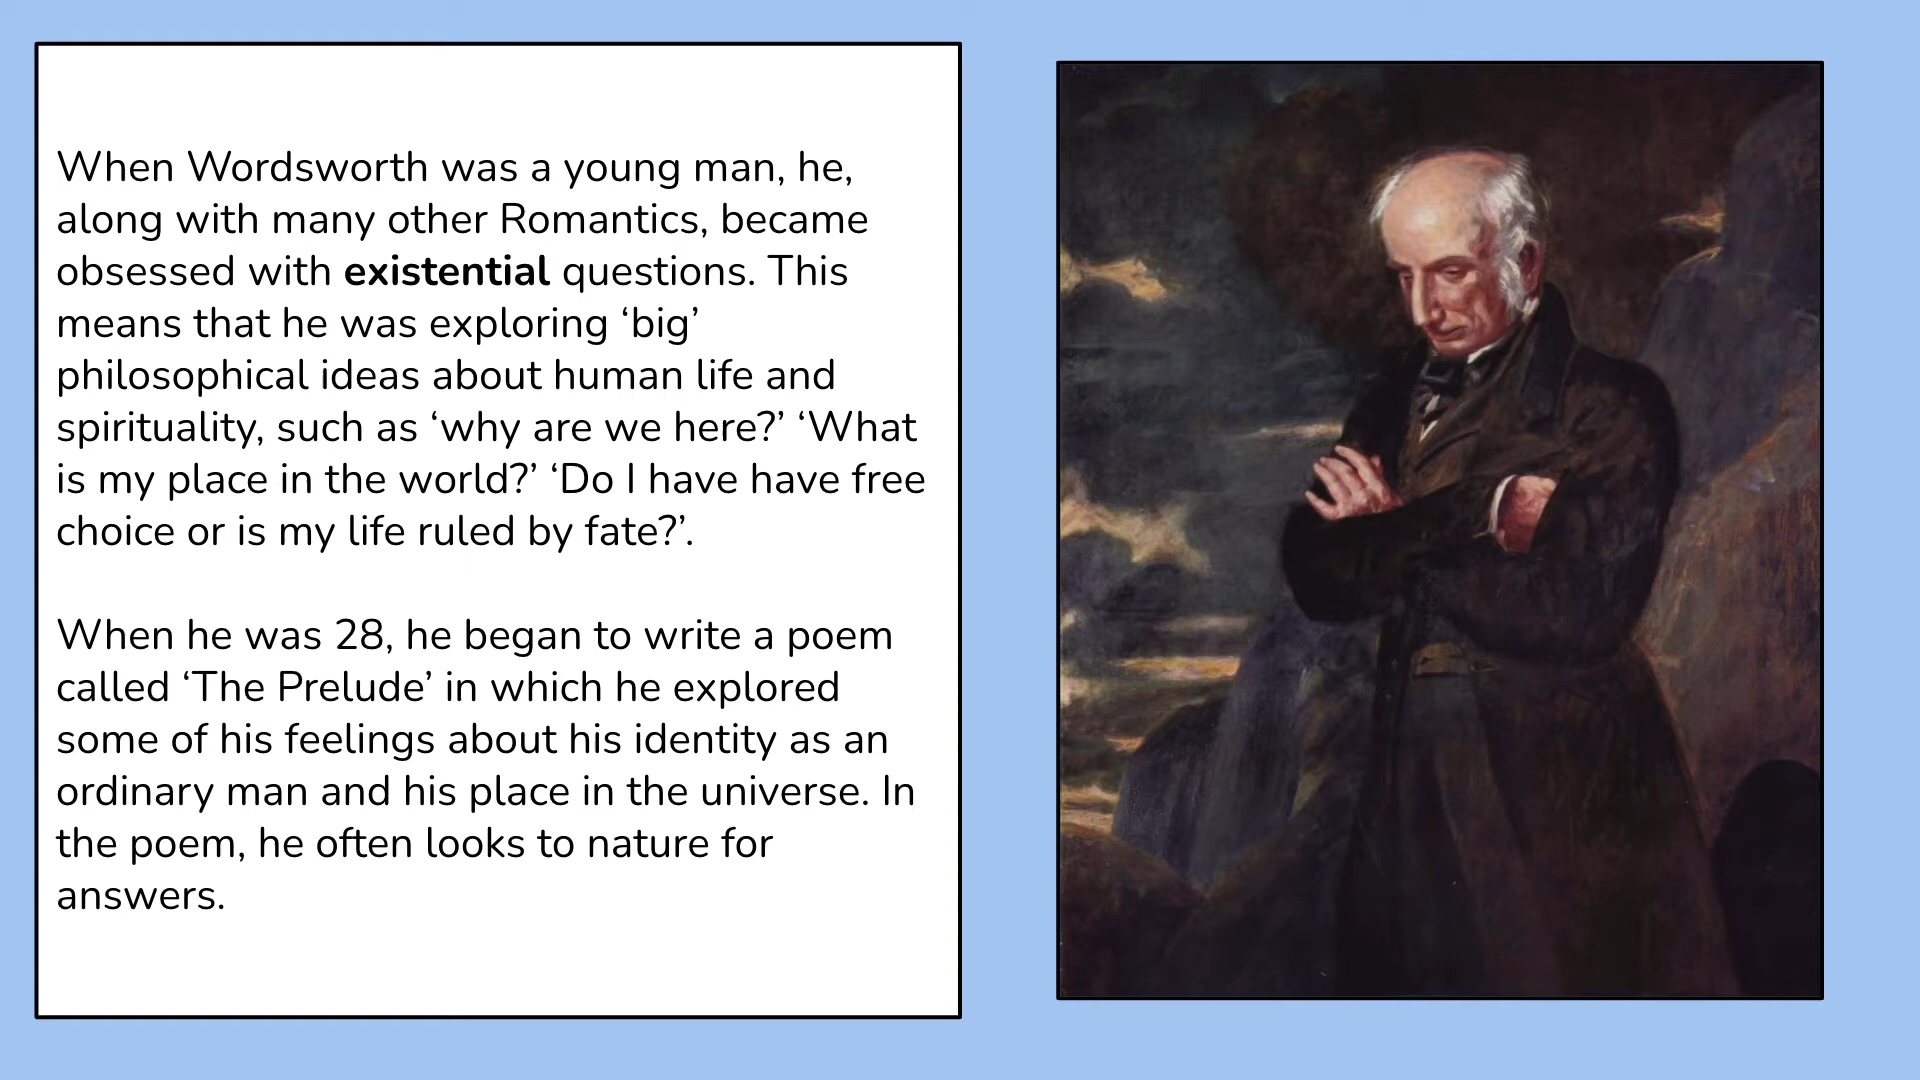 When Wordsworth was a young man, he,
along with many other Romantics, became
obsessed with existential questions. This
means that he was exploring ‘big’
philosophical ideas about human life and
spirituality, such as ‘why are we here?’ ‘What
is my place in the world?’ ‘Do I have have free
choice or is my life ruled by fate?’.
When he was 28, he began to write a poem
called ‘The Prelude’ in which he explored
some of his feelings about his identity as an
ordinary man and his place in the universe. In
the poem, he often looks to nature for
answers.